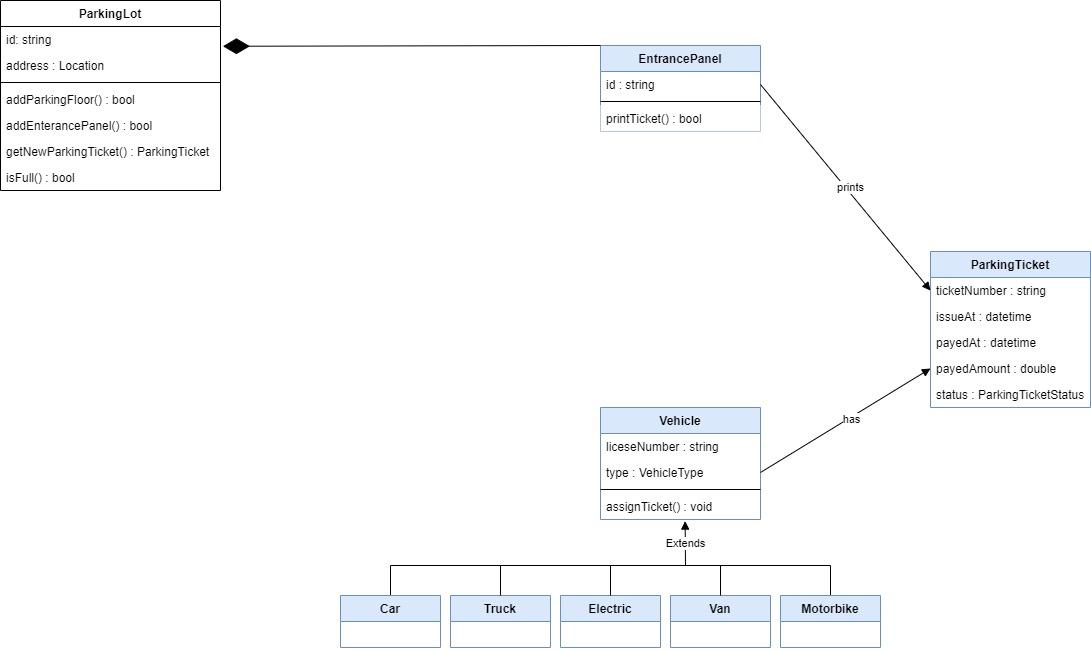 ParkingLot
id: string
address : Location
addParkingFloor() : bool
addEnterancePanel() : bool
getNewParkingTicket() : ParkingTicket
isFull() : bool
EntrancePanel
id : string
printTicket() : bool
prints
ParkingTicket
ticketNumber : string
issueAt : datetime
payedAt : datetime
payedAmount : double
status : ParkingTicketStatus
has
Vehicle
liceseNumber : string
type : VehicleType
assignTicket() : void
Extends
Car
Truck
Electric
Van
Motorbike